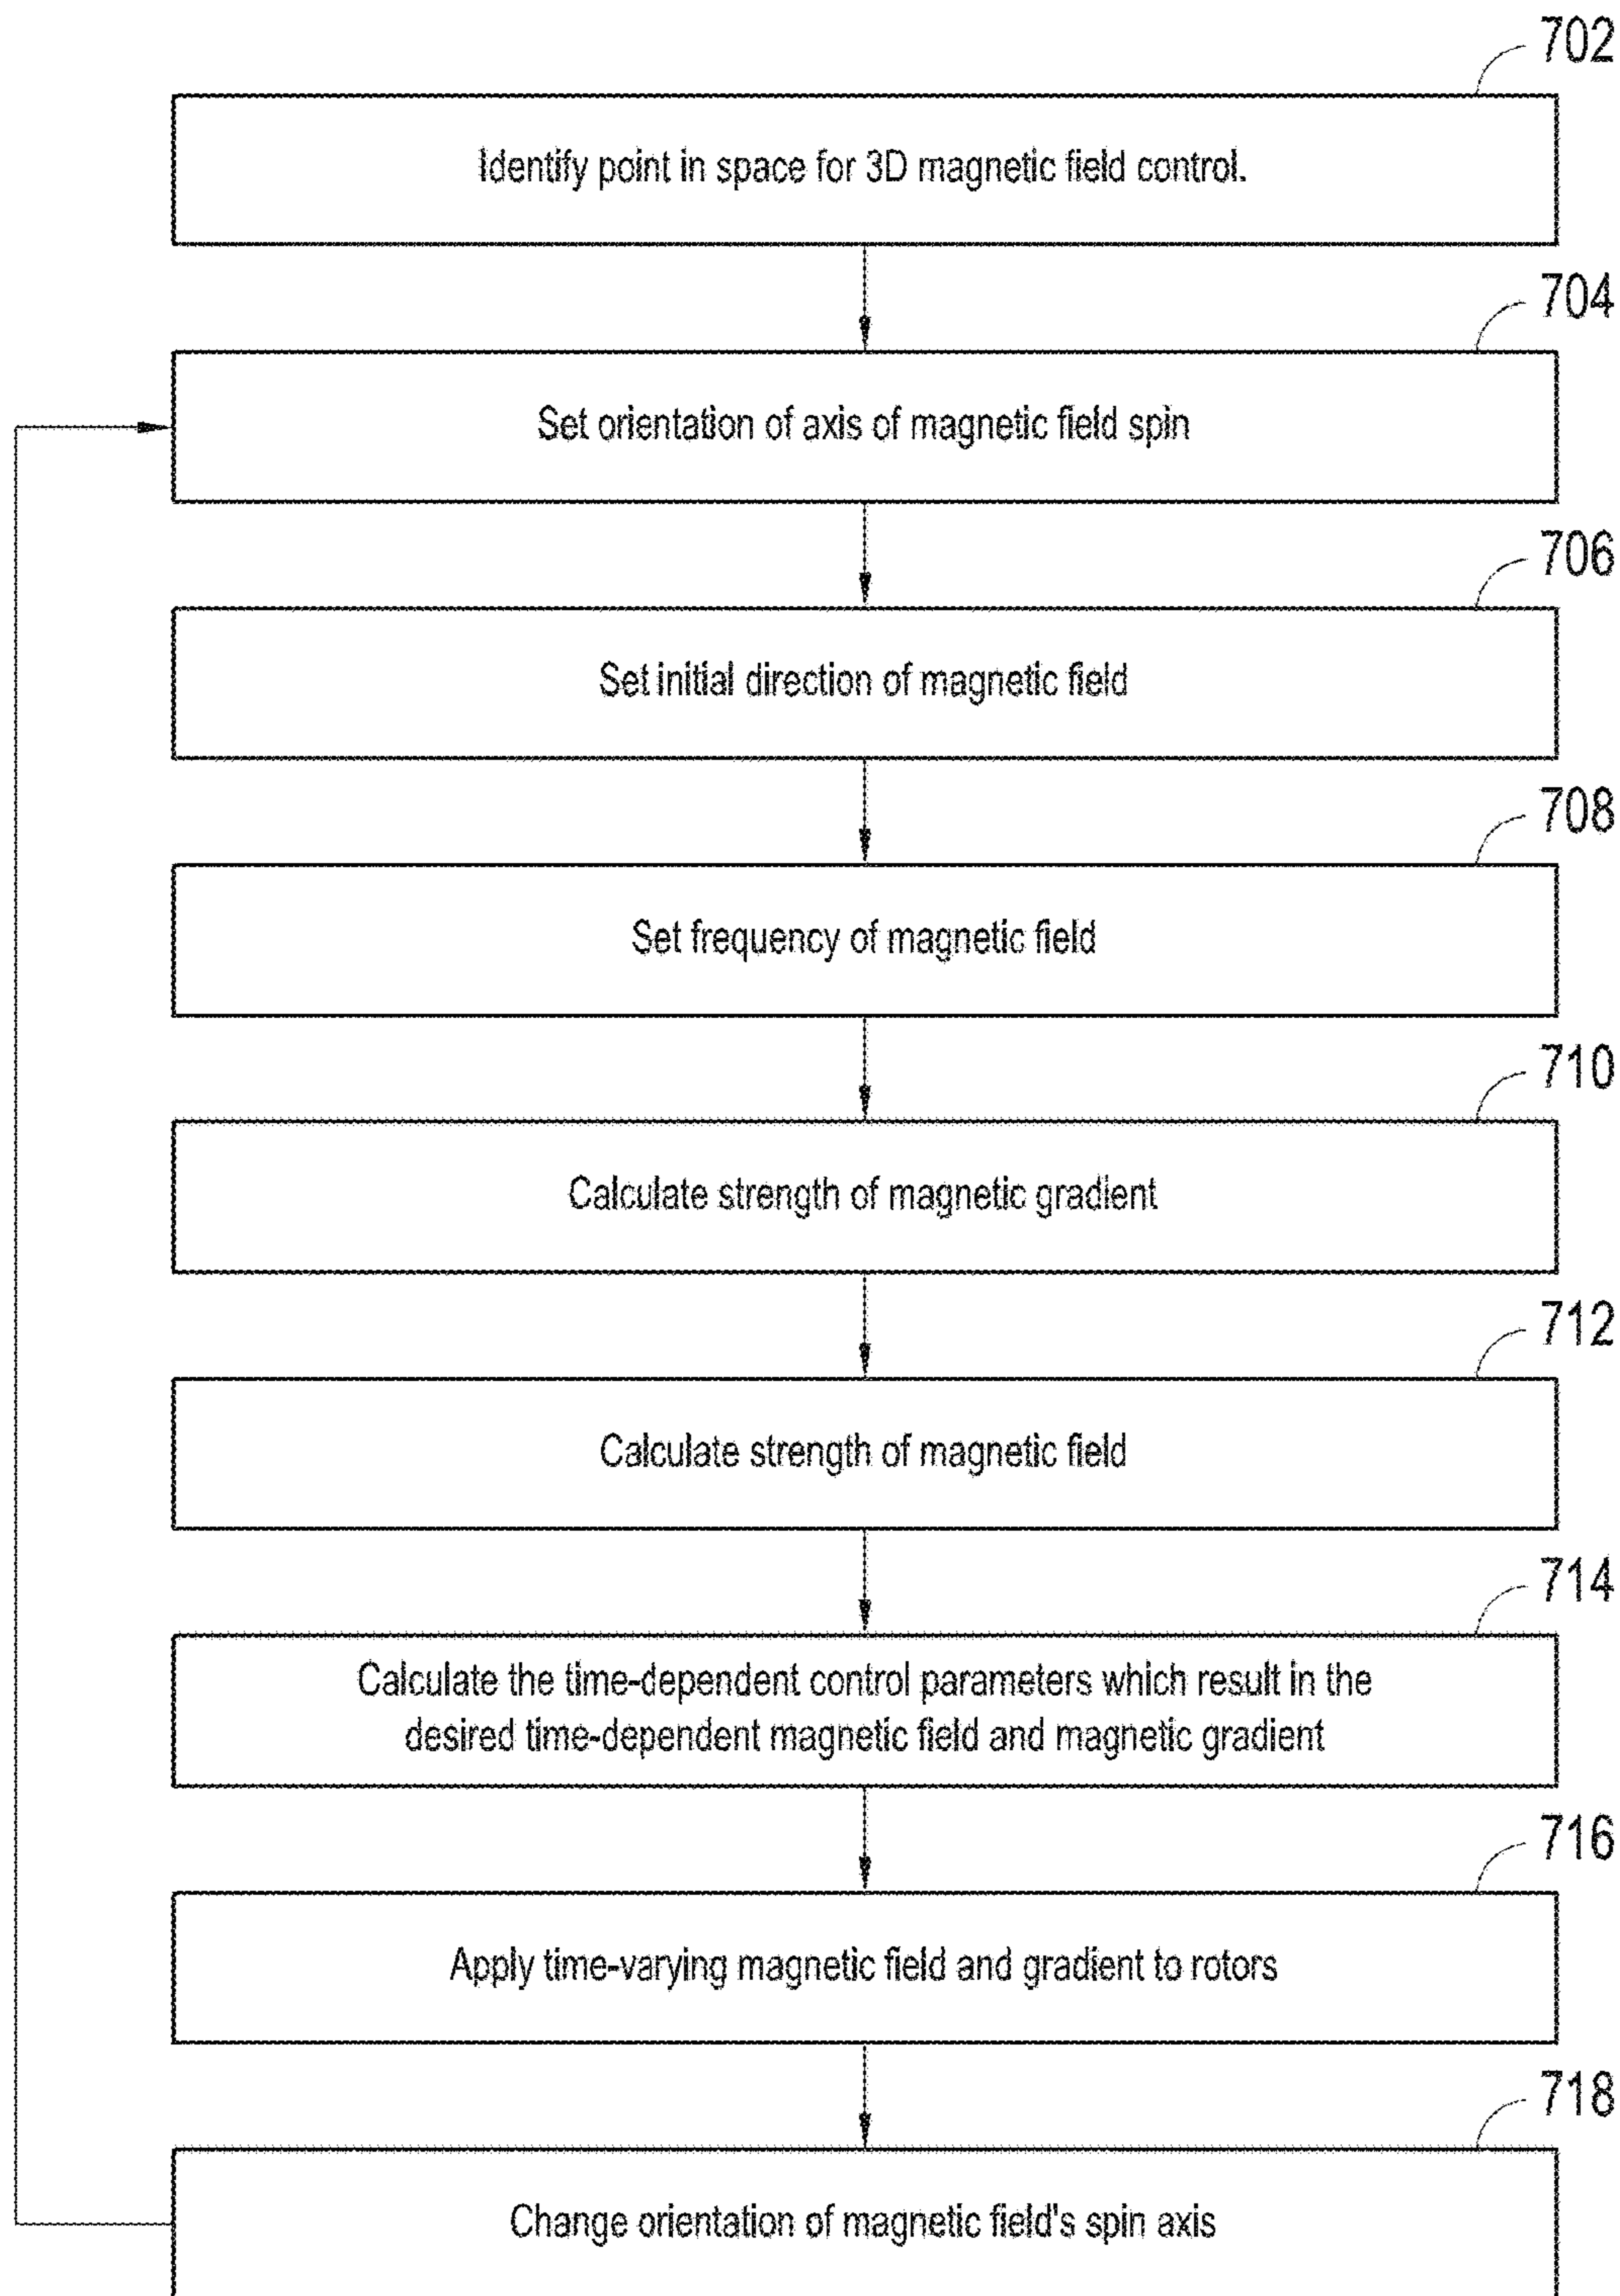 702
Identify point in space for 3D magnetic field control.
704
Set orientation of axis of magnetic field spin
706
Set initial direction of magnetic field
708
Set frequency of magnetic field
710
Calculate strength of magnetic gradient
712
Calculate strength of magnetic field
714
Calculate the time-dependent control parameters which result in the
desired time-dependent magnetic field and magnetic gradient
716
Apply time-varying magnetic field and gradient to rotors
718
Change orientation of magnetic field's spin axis